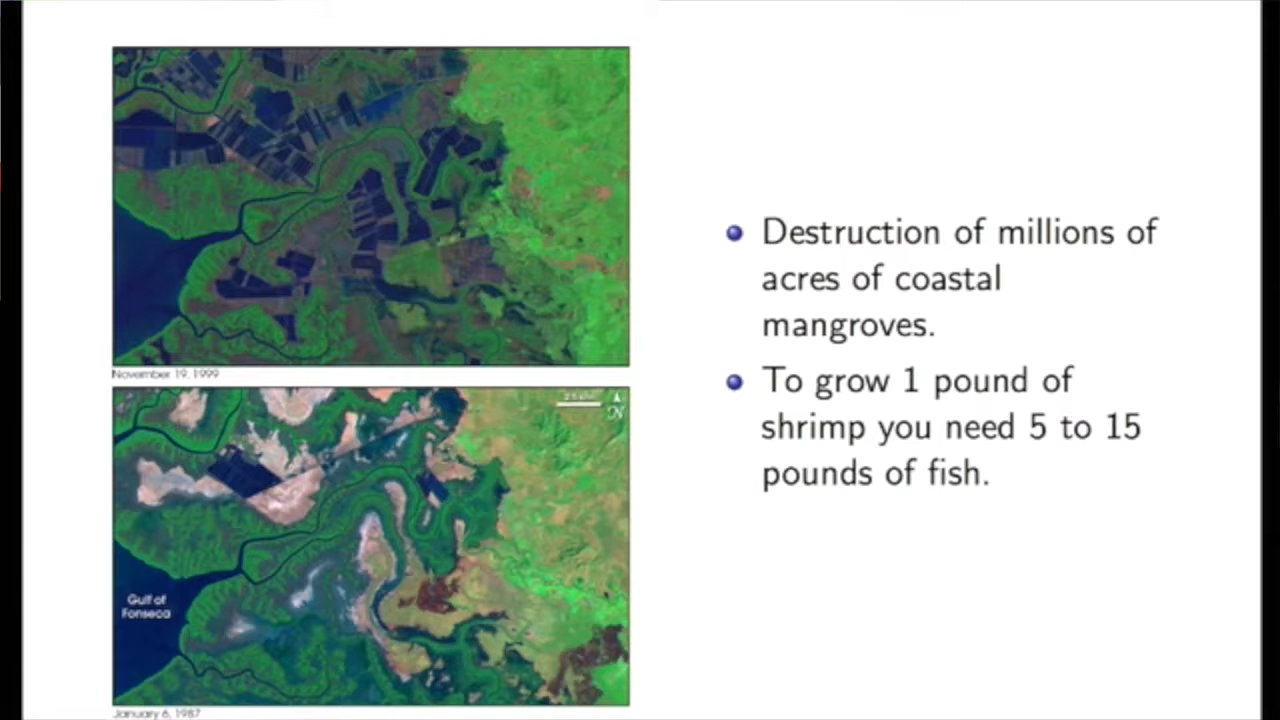 November 19, 1999
N
Gulf of
Fonseca
January 6, 1987
• Destruction of millions of
acres of coastal
mangroves.
• To grow 1 pound of
shrimp you need 5 to 15
pounds of fish.